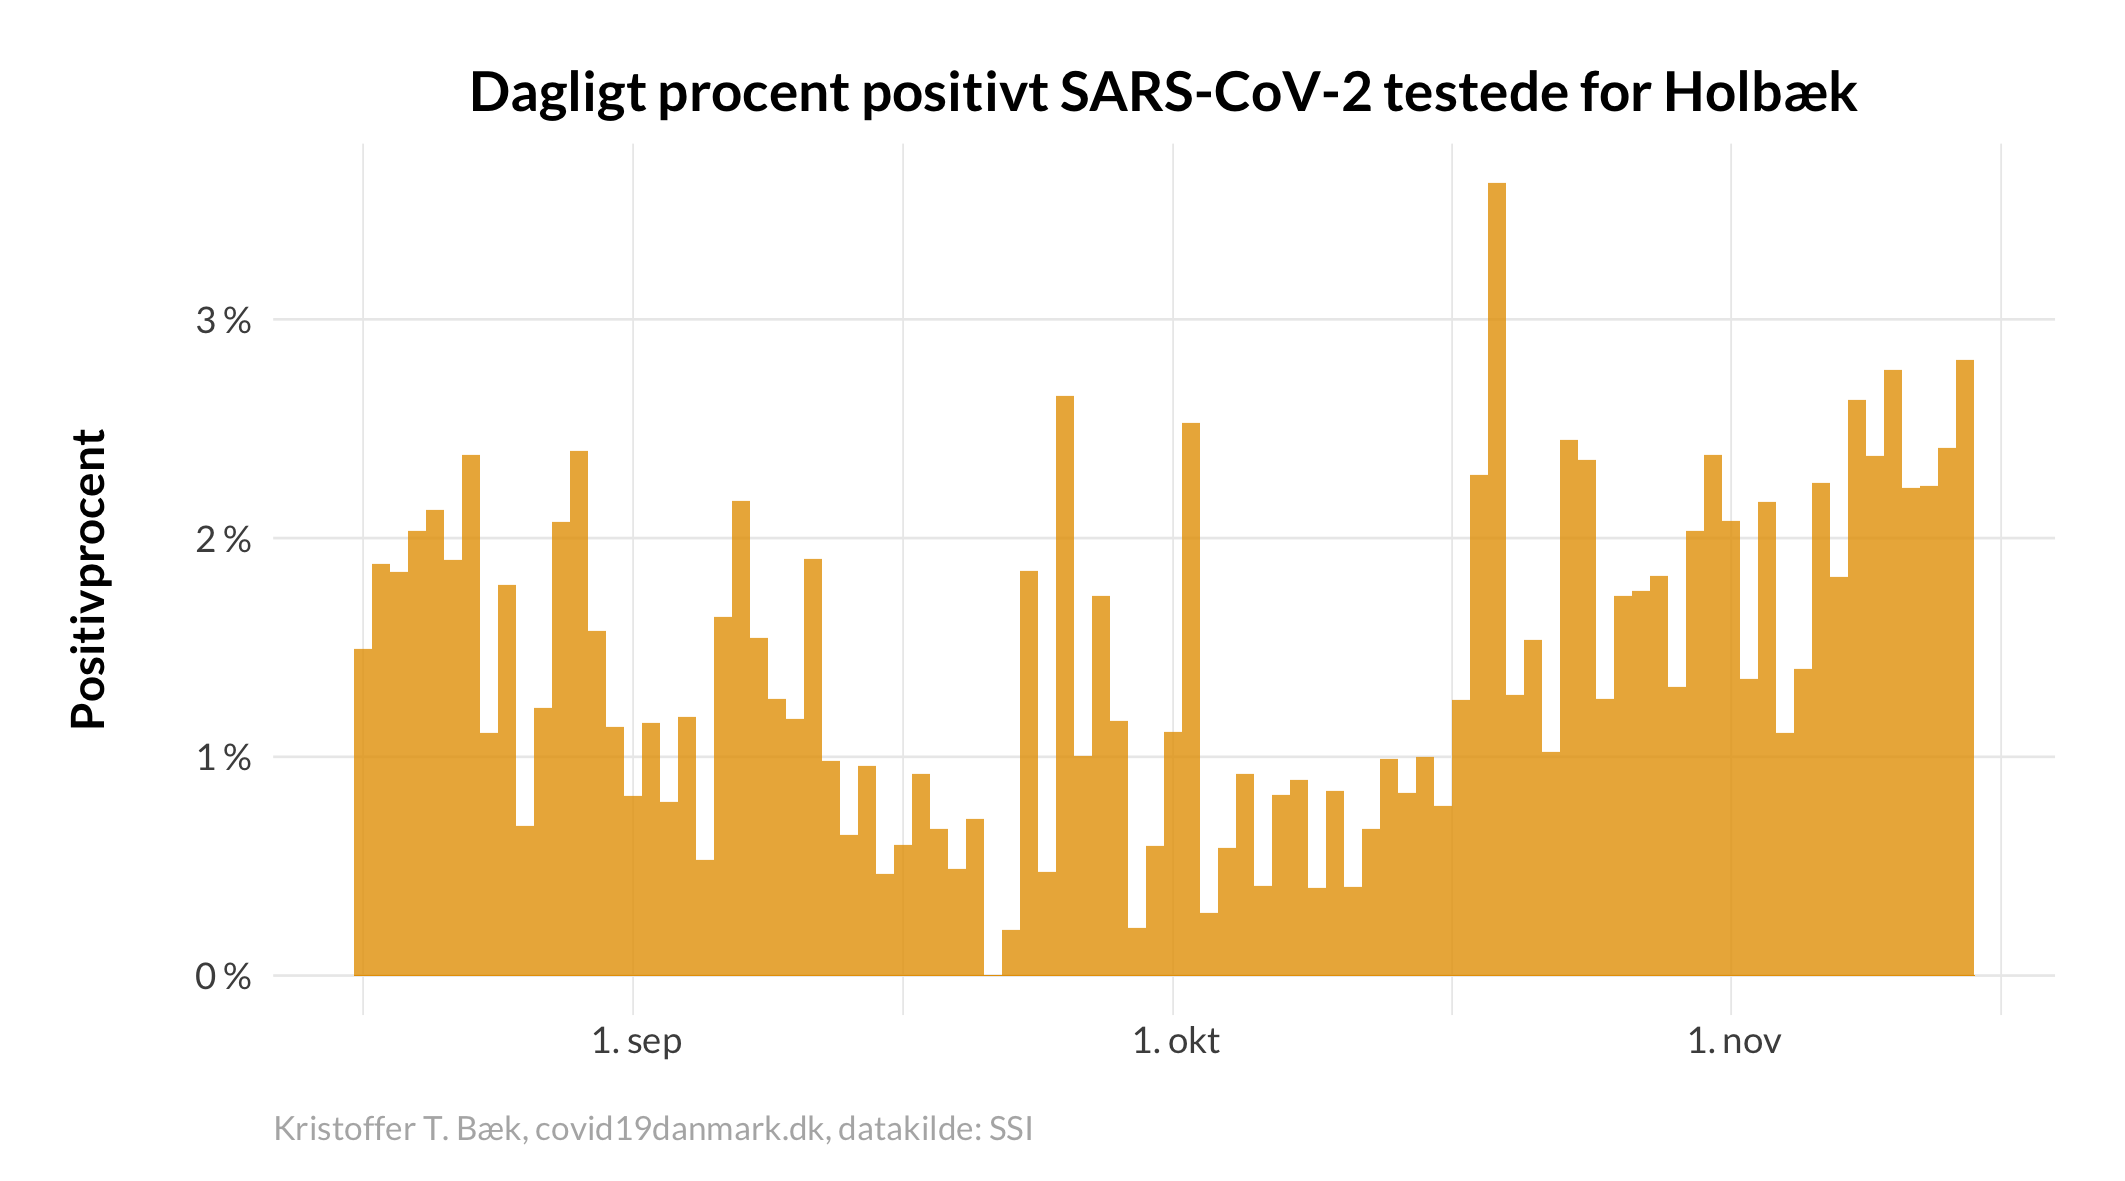 Dagligt procent positivt SARS-CoV-2 testede for Holbæk
Positivprocent
3 %
2 %
1 %
0 %
1. sep
1. okt
1. nov
Kristoffer T. Bæk, covid19danmark.dk, datakilde: SSI